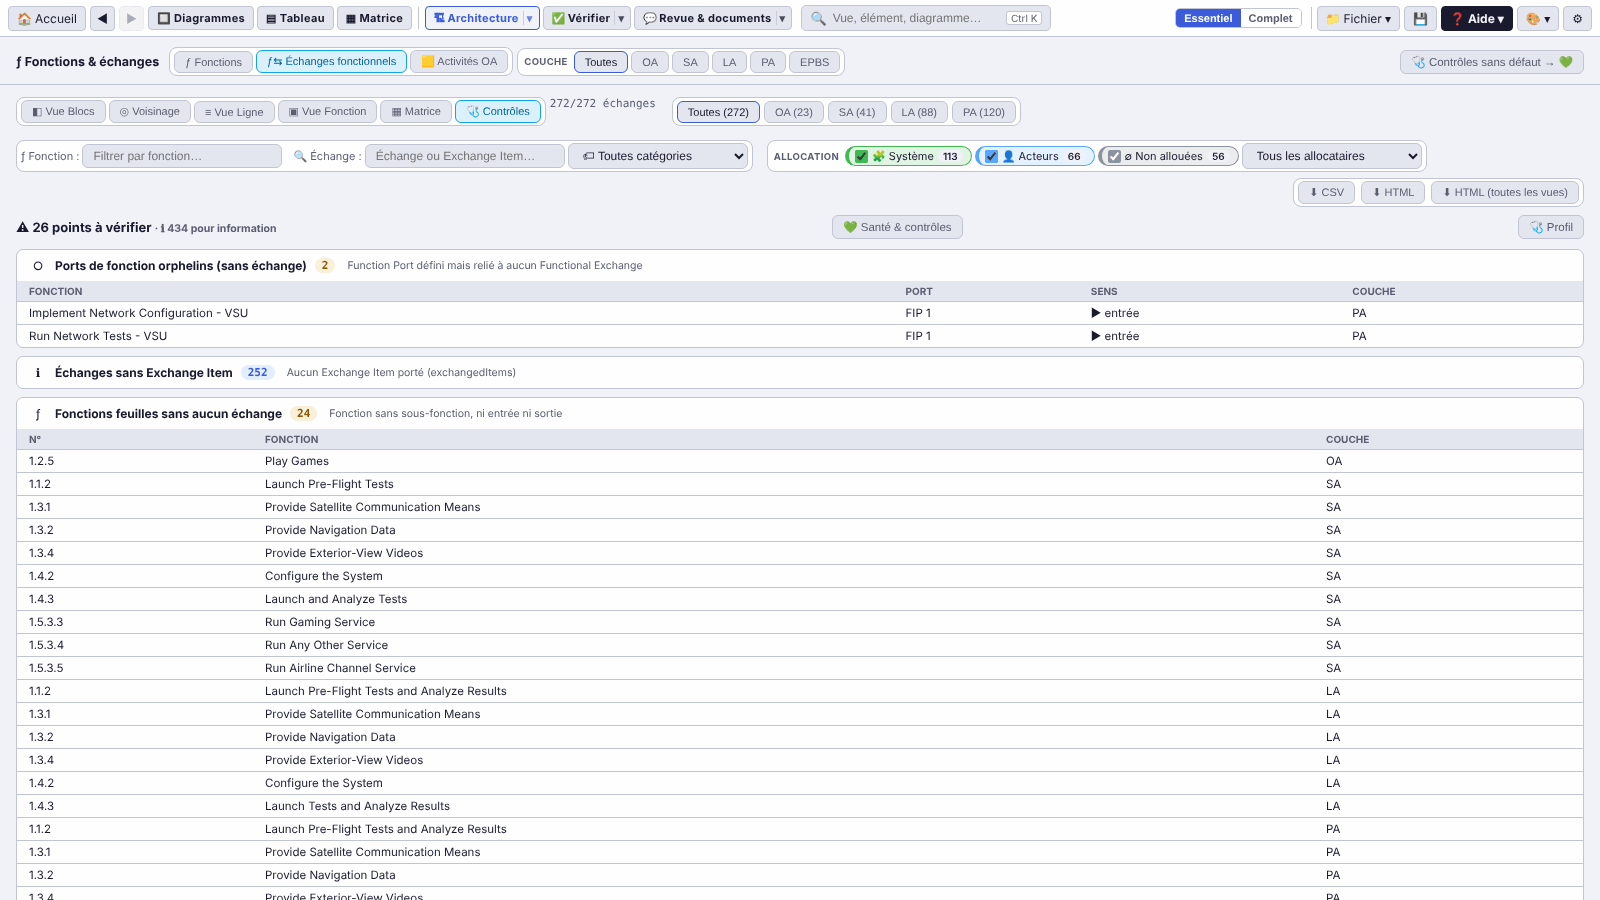 🏠 Accueil ◀ ▶ 🔲 Diagrammes ▤ Tableau ▦ Matrice 🏗 Architecture ▾ ✅ Vérifier ▾ 💬 Revue & documents ▾ 🔍 Vue, élément, diagramme… Ctrl K Essentiel Complet 📁 Fichier ▾ 💾 ❓ Aide ▾ 🎨 ▾ ⚙
ƒ Fonctions & échanges ƒ Fonctions ƒ⇆ Échanges fonctionnels 🟨 Activités OA COUCHE Toutes OA SA LA PA EPBS 🩺 Contrôles sans défaut → 💚
◧ Vue Blocs ◎ Voisinage ≡ Vue Ligne ▣ Vue Fonction ▦ Matrice 🩺 Contrôles 272/272 échanges Toutes (272) OA (23) SA (41) LA (88) PA (120)
ƒ Fonction : Filtrer par fonction… 🔍 Échange : Échange ou Exchange Item… 🏷 Toutes catégories ALLOCATION 🧩 Système 113 👤 Acteurs 66 ⌀ Non allouées 56 Tous les allocataires
⬇ CSV ⬇ HTML ⬇ HTML (toutes les vues)
⚠ 26 points à vérifier · ℹ 434 pour information 💚 Santé & contrôles 🩺 Profil
○ Ports de fonction orphelins (sans échange) 2 Function Port défini mais relié à aucun Functional Exchange
FONCTION PORT SENS COUCHE
Implement Network Configuration - VSU FIP 1 ▶ entrée PA
Run Network Tests - VSU FIP 1 ▶ entrée PA
ℹ Échanges sans Exchange Item 252 Aucun Exchange Item porté (exchangedItems)
ƒ Fonctions feuilles sans aucun échange 24 Fonction sans sous-fonction, ni entrée ni sortie
N° FONCTION COUCHE
1.2.5 Play Games OA
1.1.2 Launch Pre-Flight Tests SA
1.3.1 Provide Satellite Communication Means SA
1.3.2 Provide Navigation Data SA
1.3.4 Provide Exterior-View Videos SA
1.4.2 Configure the System SA
1.4.3 Launch and Analyze Tests SA
1.5.3.3 Run Gaming Service SA
1.5.3.4 Run Any Other Service SA
1.5.3.5 Run Airline Channel Service SA
1.1.2 Launch Pre-Flight Tests and Analyze Results LA
1.3.1 Provide Satellite Communication Means LA
1.3.2 Provide Navigation Data LA
1.3.4 Provide Exterior-View Videos LA
1.4.2 Configure the System LA
1.4.3 Launch Tests and Analyze Results LA
1.1.2 Launch Pre-Flight Tests and Analyze Results PA
1.3.1 Provide Satellite Communication Means PA
1.3.2 Provide Navigation Data PA
1.3.4 Provide Exterior-View Videos PA